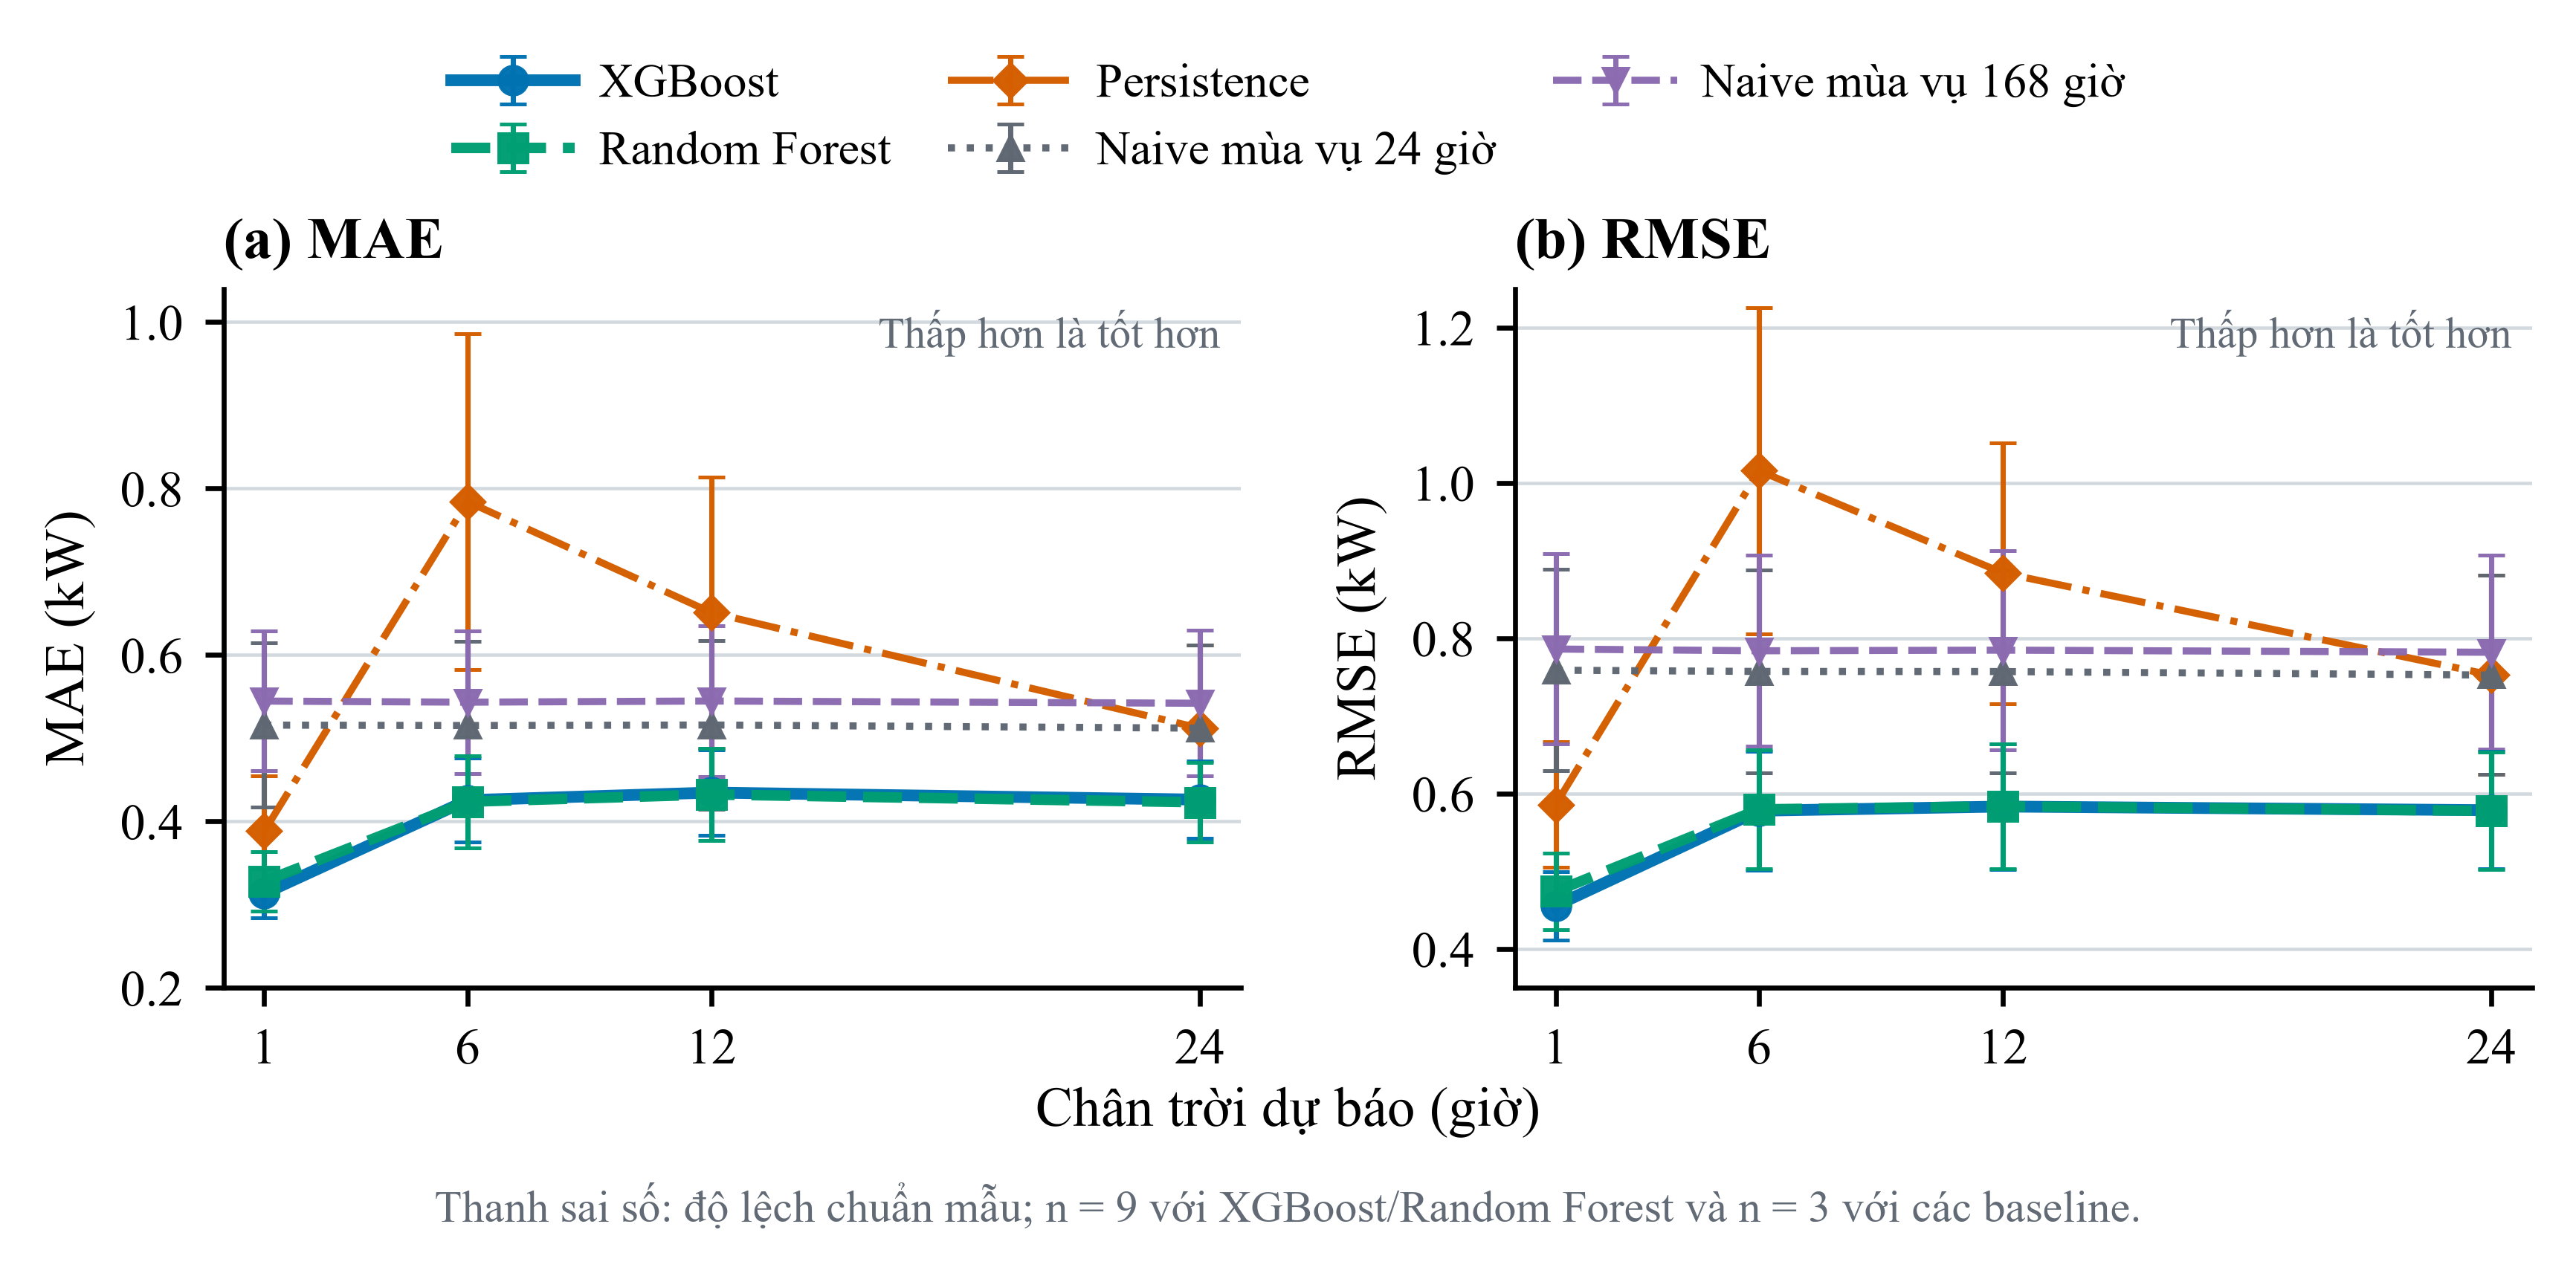 XGBoost
Random Forest
Persistence
Naive mùa vụ 24 giờ
Naive mùa vụ 168 giờ
(a) MAE
Thấp hơn là tốt hơn
MAE (kW)
1.0
0.8
0.6
0.4
0.2
1 6 12 24
(b) RMSE
Thấp hơn là tốt hơn
RMSE (kW)
1.2
1.0
0.8
0.6
0.4
1 6 12 24
Chân trời dự báo (giờ)
Thanh sai số: độ lệch chuẩn mẫu; n = 9 với XGBoost/Random Forest và n = 3 với các baseline.